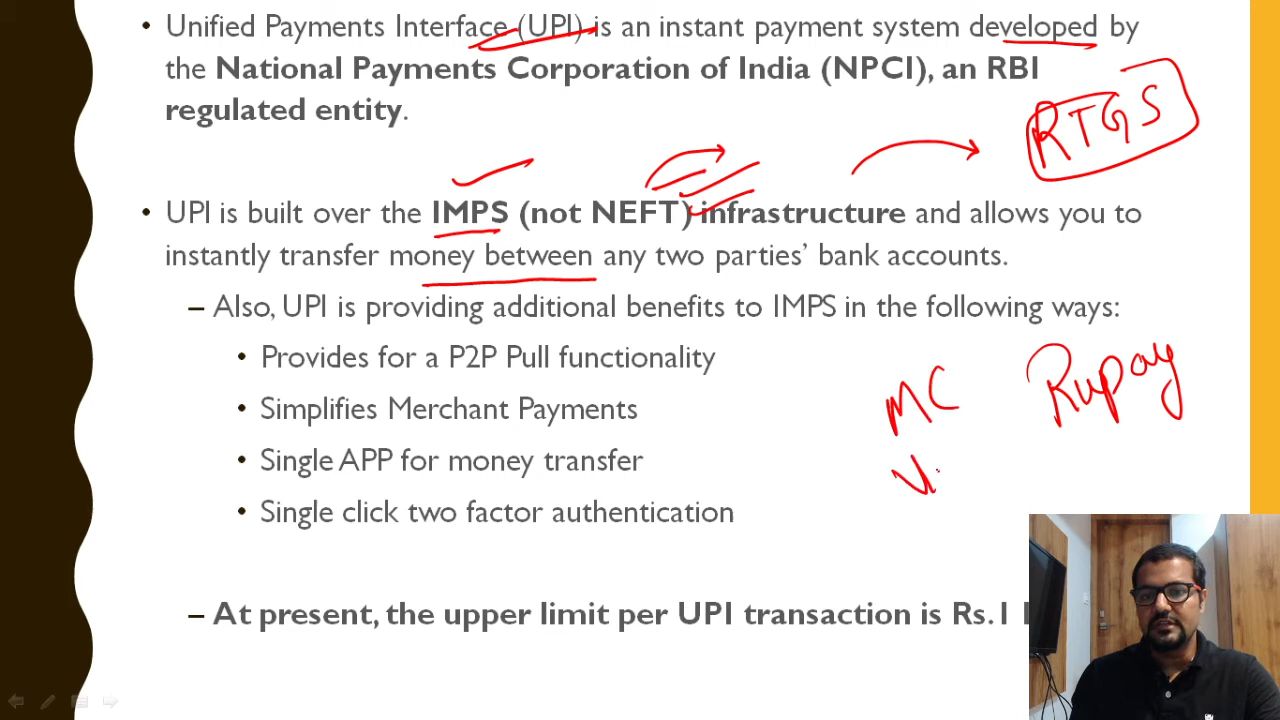 • Unified Payments Interface (UPI) is an instant payment system developed by
the National Payments Corporation of India (NPCI), an RBI
regulated entity.
RTGS
• UPI is built over the IMPS (not NEFT) infrastructure and allows you to
instantly transfer money between any two parties’ bank accounts.
– Also, UPI is providing additional benefits to IMPS in the following ways:
• Provides for a P2P Pull functionality
• Simplifies Merchant Payments
MC Rupay
• Single APP for money transfer
Vi
• Single click two factor authentication
– At present, the upper limit per UPI transaction is Rs.1